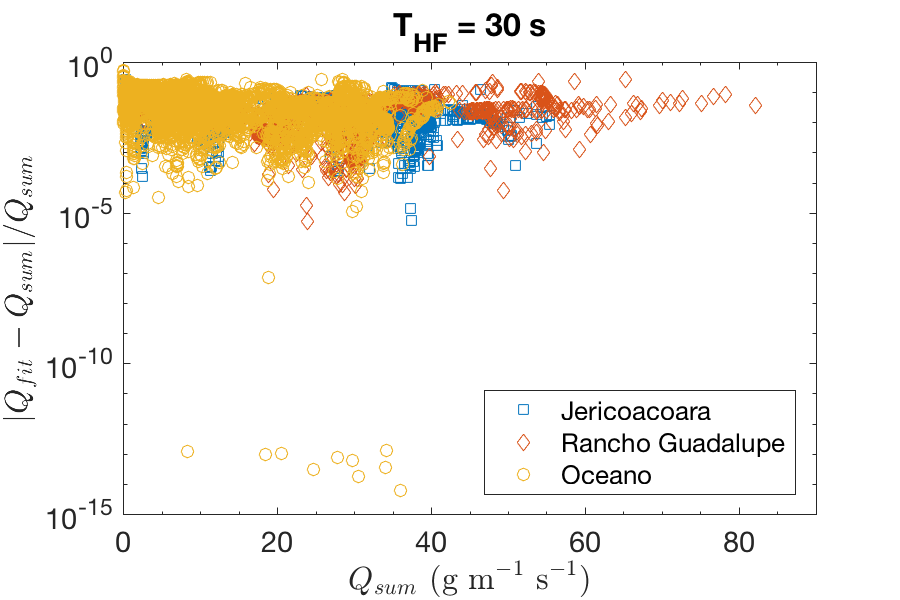 T_HF = 30 s
10^0
10^-5
10^-10
10^-15
|Q_fit − Q_sum|/Q_sum
0 20 40 60 80
Q_sum (g m^−1 s^−1)
Jericoacoara
Rancho Guadalupe
Oceano